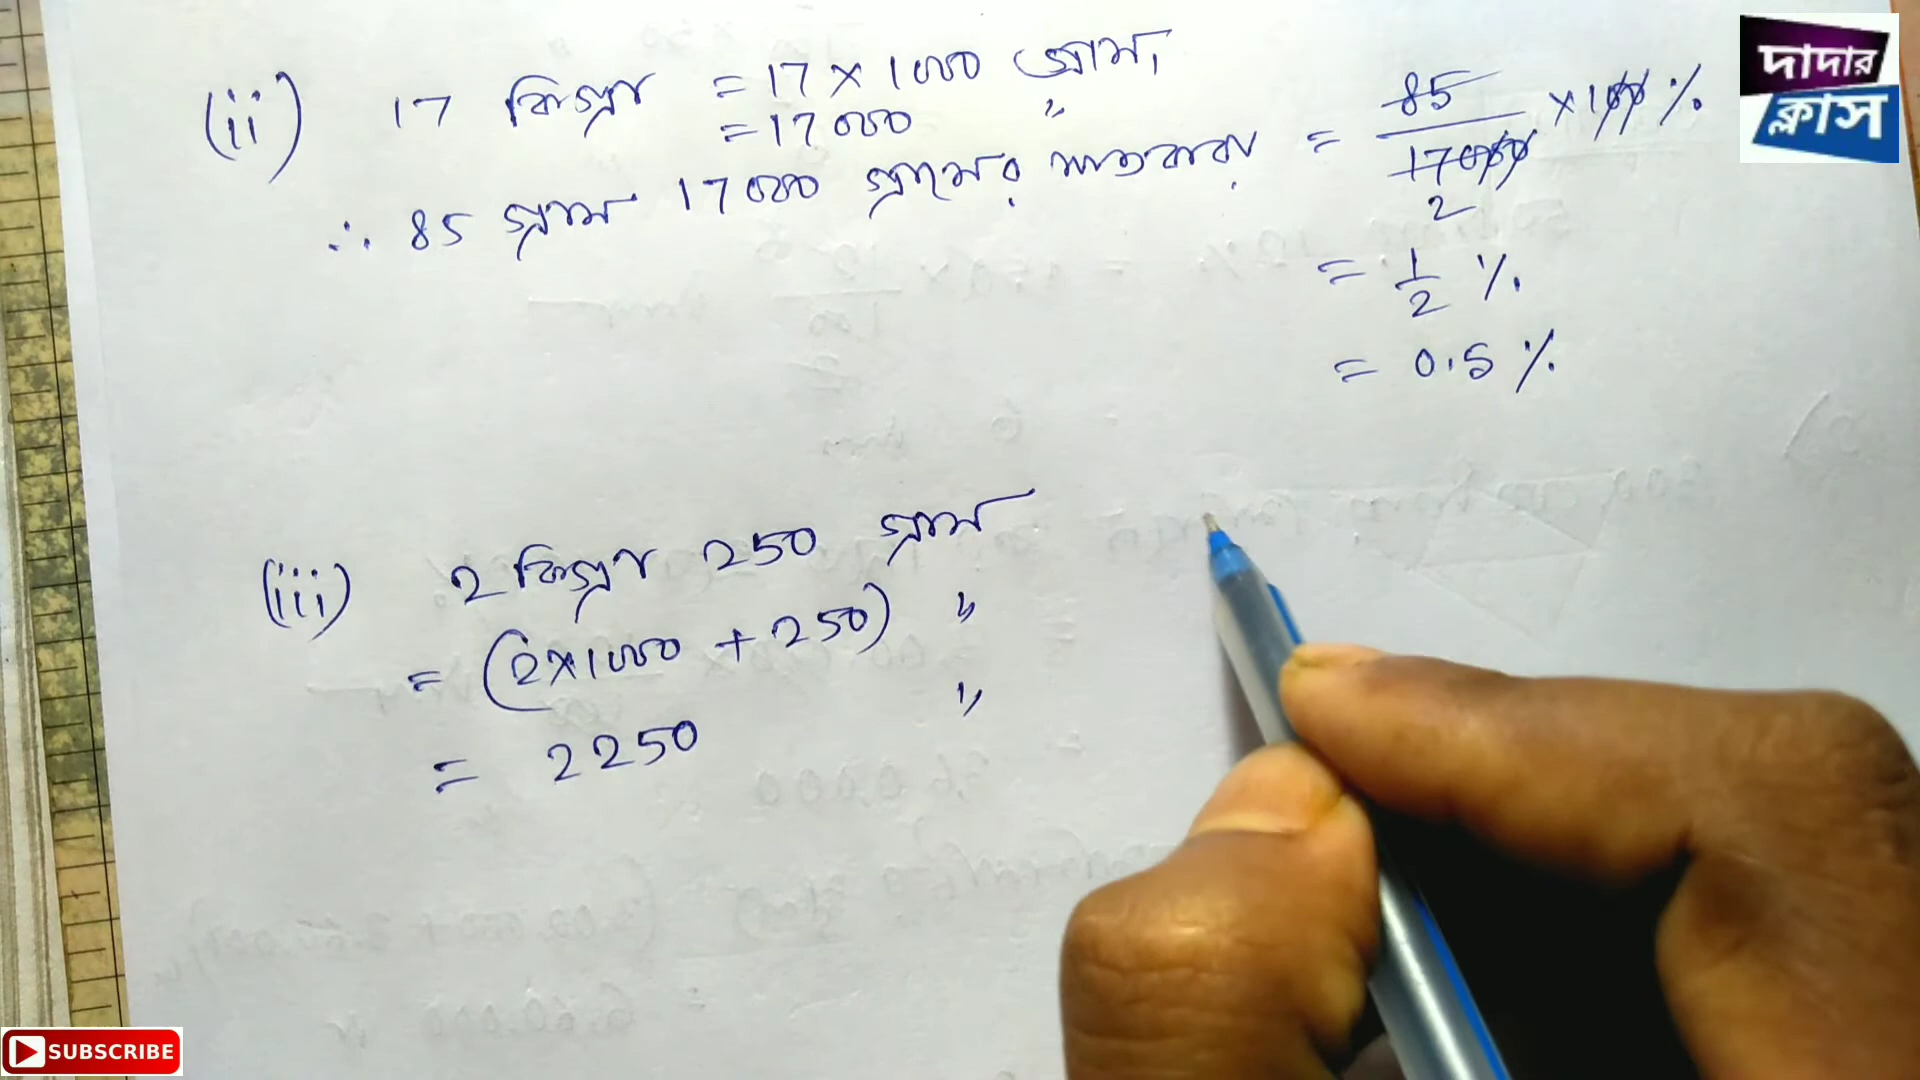 (ii) 17 কিগ্রা = 17 × 1000 গ্রাম,
= 17000 "
∴ 85 গ্রাম 17000 গ্রামের শতকরা = 85/17000 × 100 %
2
= 1/2 %
= 0.5 %
(iii) 2 কিগ্রা 250 গ্রাম
= (2×1000 + 250) "
= 2250 "
দাদার
ক্লাস
SUBSCRIBE